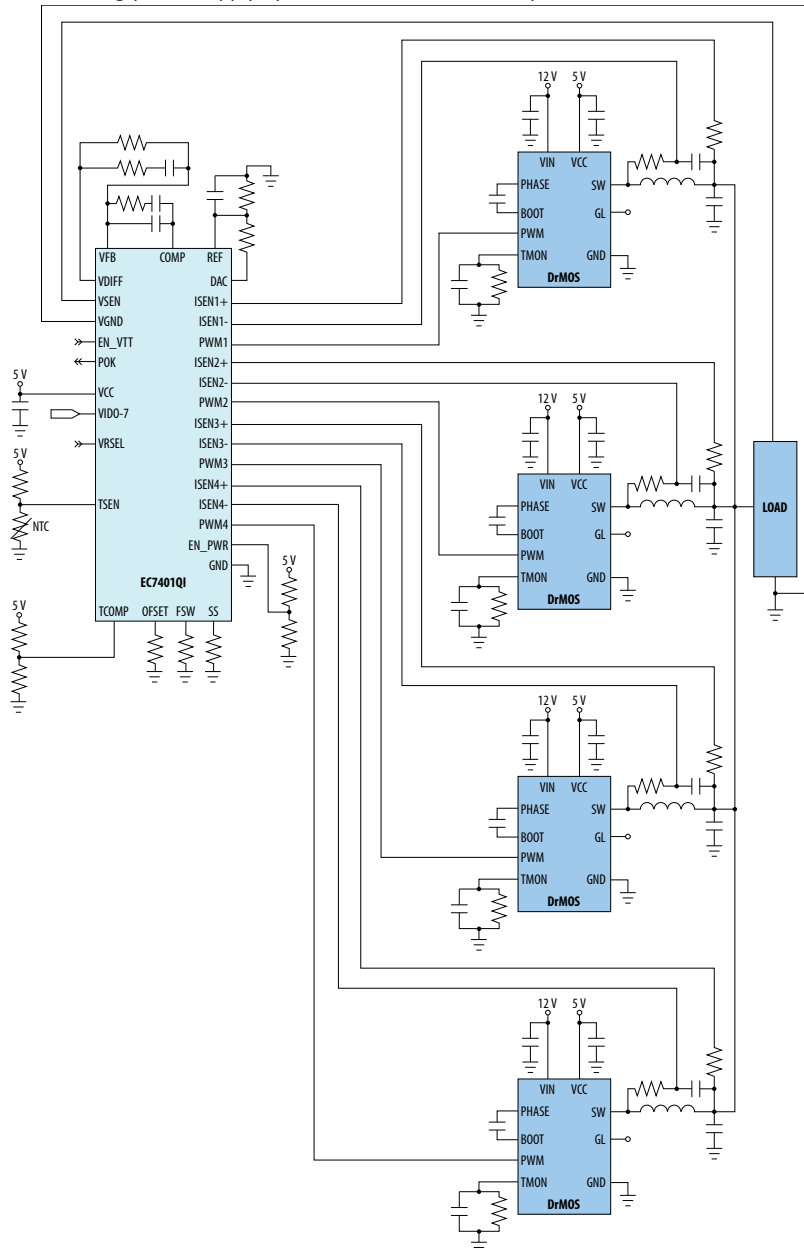 12 V 5 V
VIN VCC
PHASE SW
BOOT GL
PWM
TMON GND
DrMOS
VFB COMP REF
VDIFF DAC
VSEN ISEN1+
VGND ISEN1-
EN_VTT PWM1
POK ISEN2+
5 V
VCC ISEN2-
VID0-7 PWM2
ISEN3+
VRSEL ISEN3-
5 V
PWM3
ISEN4+
TSEN ISEN4-
NTC
PWM4
EN_PWR
5 V
GND
EC7401QI
5 V
TCOMP OFSET FSW SS
12 V 5 V
VIN VCC
PHASE SW
BOOT GL
PWM
TMON GND
DrMOS
LOAD
12 V 5 V
VIN VCC
PHASE SW
BOOT GL
PWM
TMON GND
DrMOS
12 V 5 V
VIN VCC
PHASE SW
BOOT GL
PWM
TMON GND
DrMOS